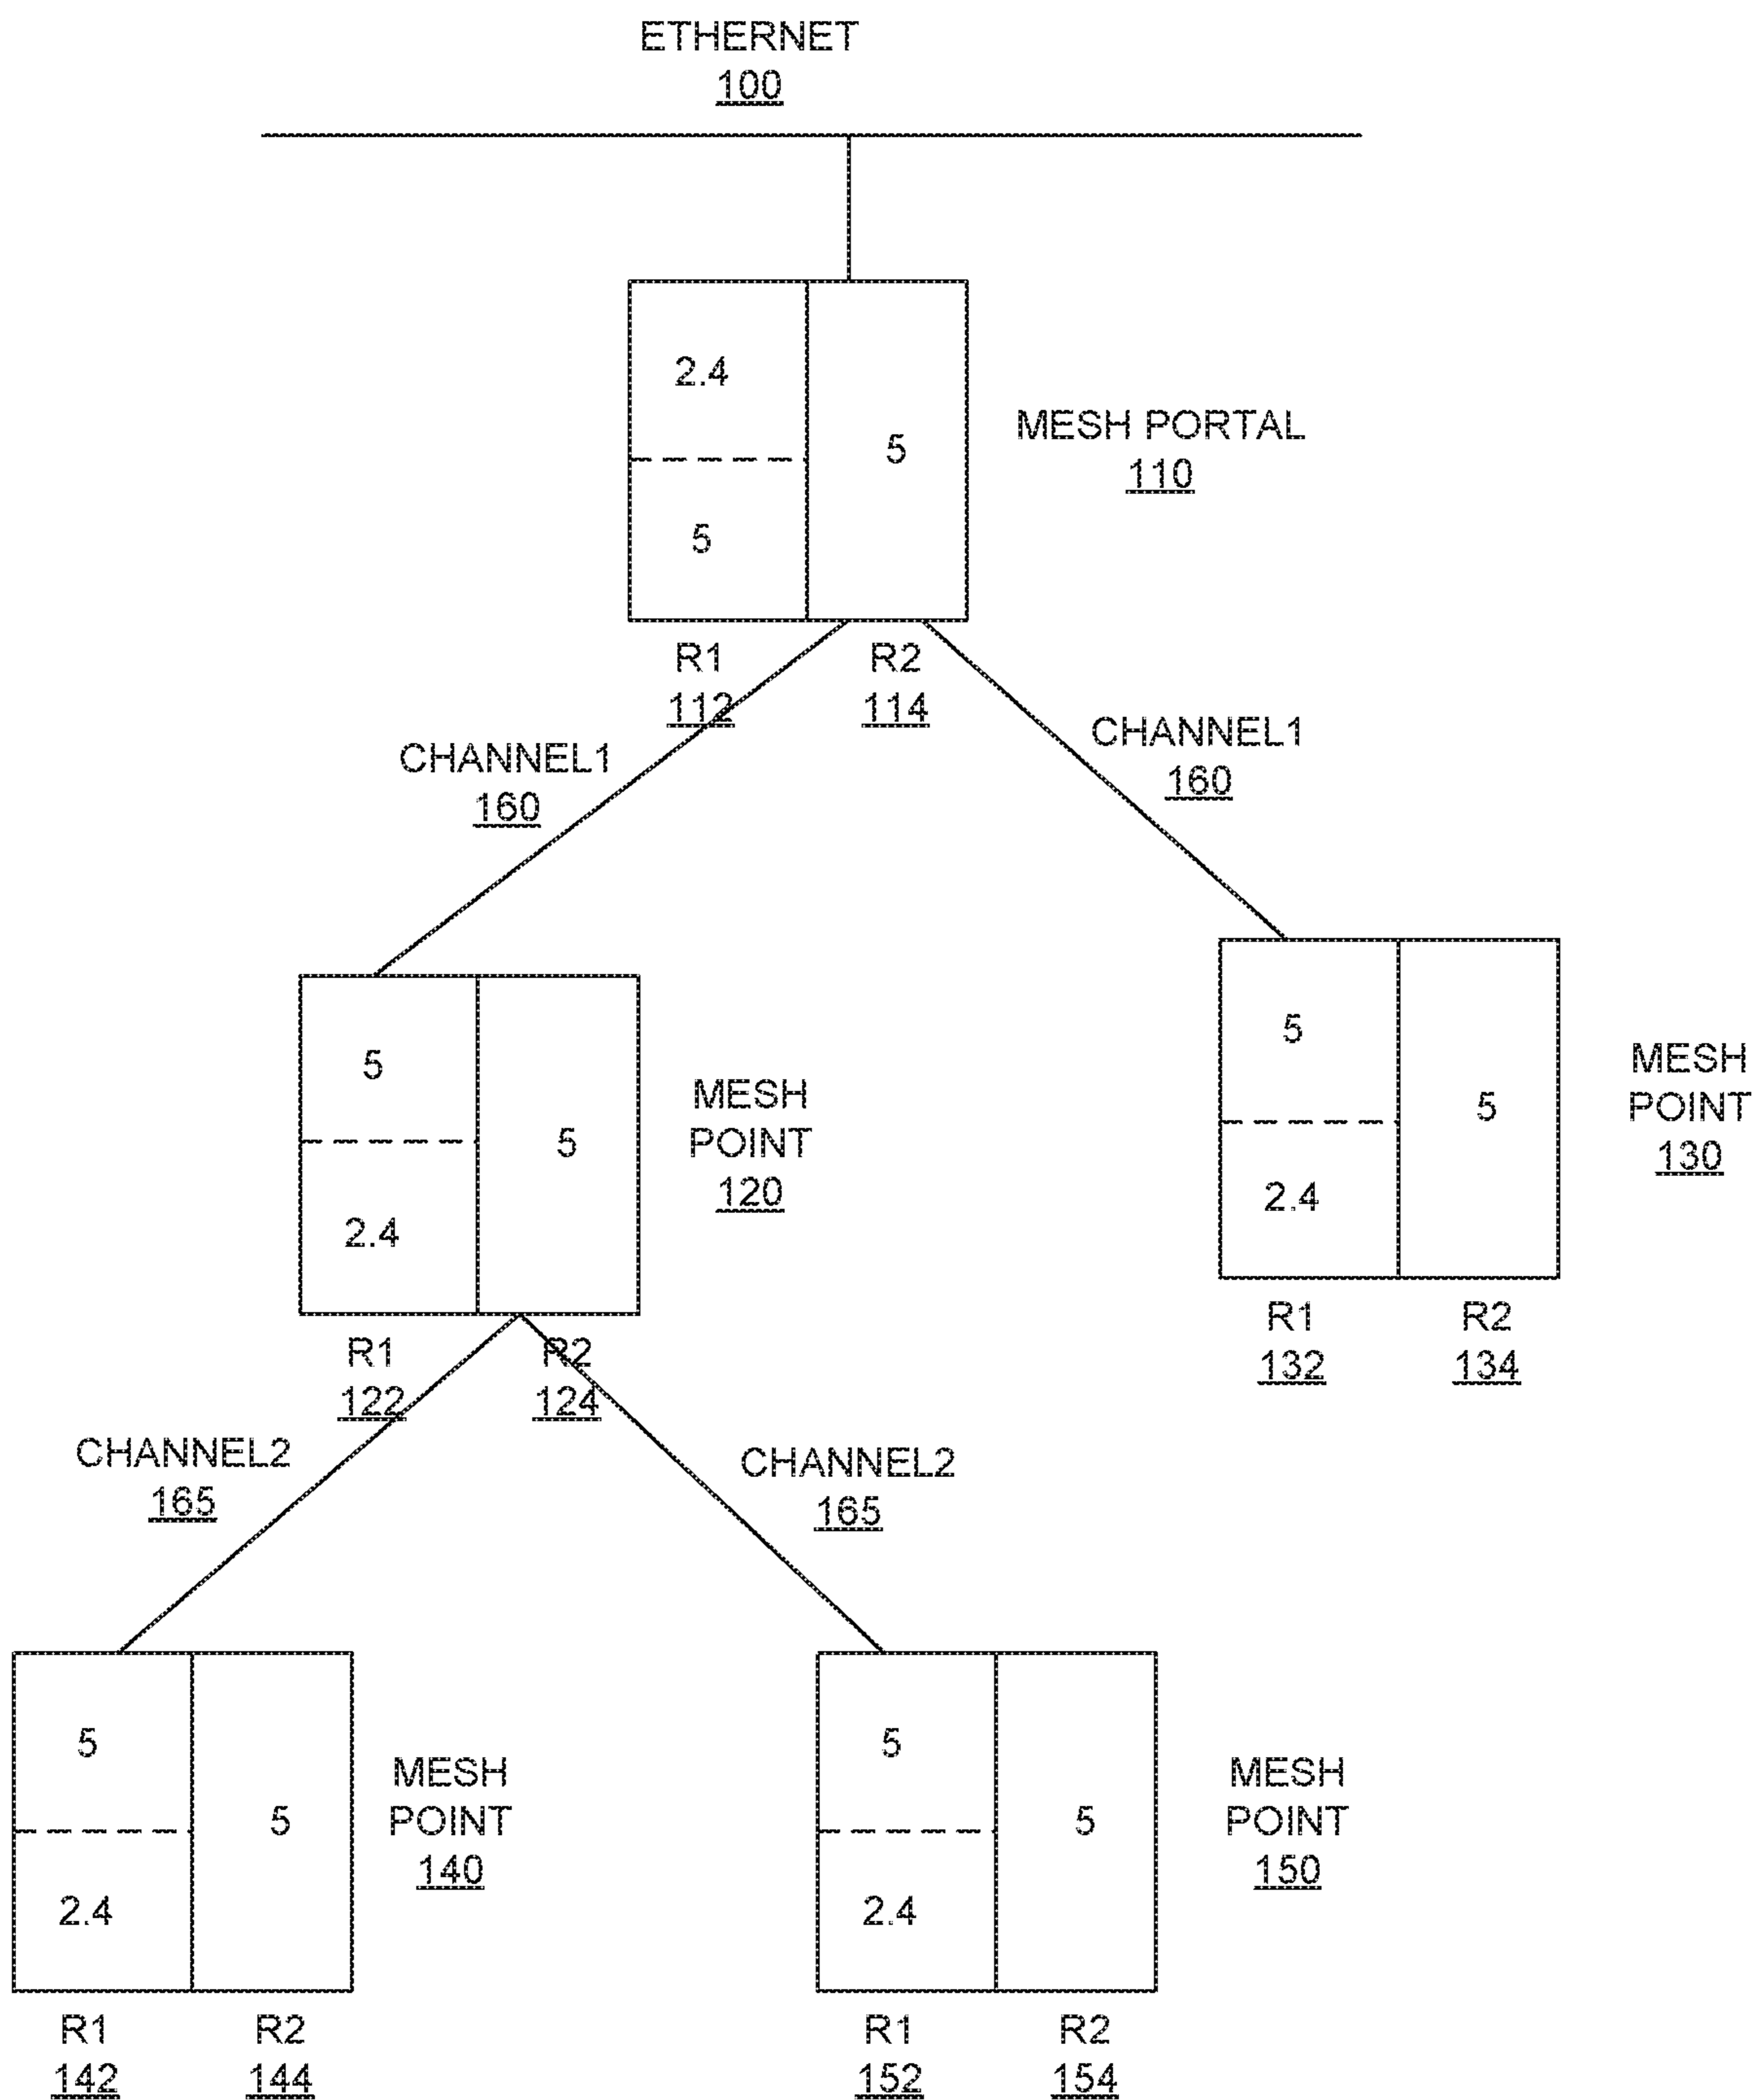 ETHERNET
100
2.4
5
5
MESH PORTAL
110
R1
112
R2
114
CHANNEL1
160
CHANNEL1
160
5
2.4
5
MESH
POINT
120
R1
122
R2
124
5
2.4
5
MESH
POINT
130
R1
132
R2
134
CHANNEL2
165
CHANNEL2
165
5
2.4
5
MESH
POINT
140
R1
142
R2
144
5
2.4
5
MESH
POINT
150
R1
152
R2
154